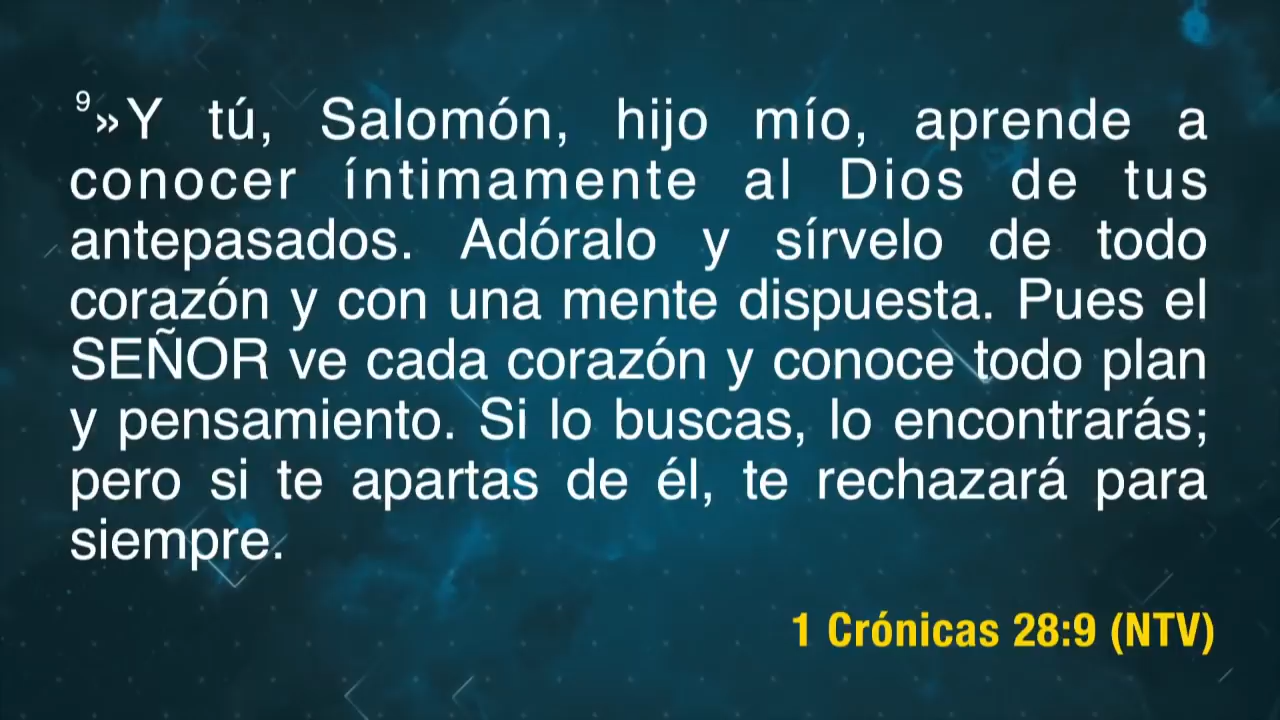 ⁹»Y tú, Salomón, hijo mío, aprende a
conocer íntimamente al Dios de tus
antepasados. Adóralo y sírvelo de todo
corazón y con una mente dispuesta. Pues el
SEÑOR ve cada corazón y conoce todo plan
y pensamiento. Si lo buscas, lo encontrarás;
pero si te apartas de él, te rechazará para
siempre.
1 Crónicas 28:9 (NTV)